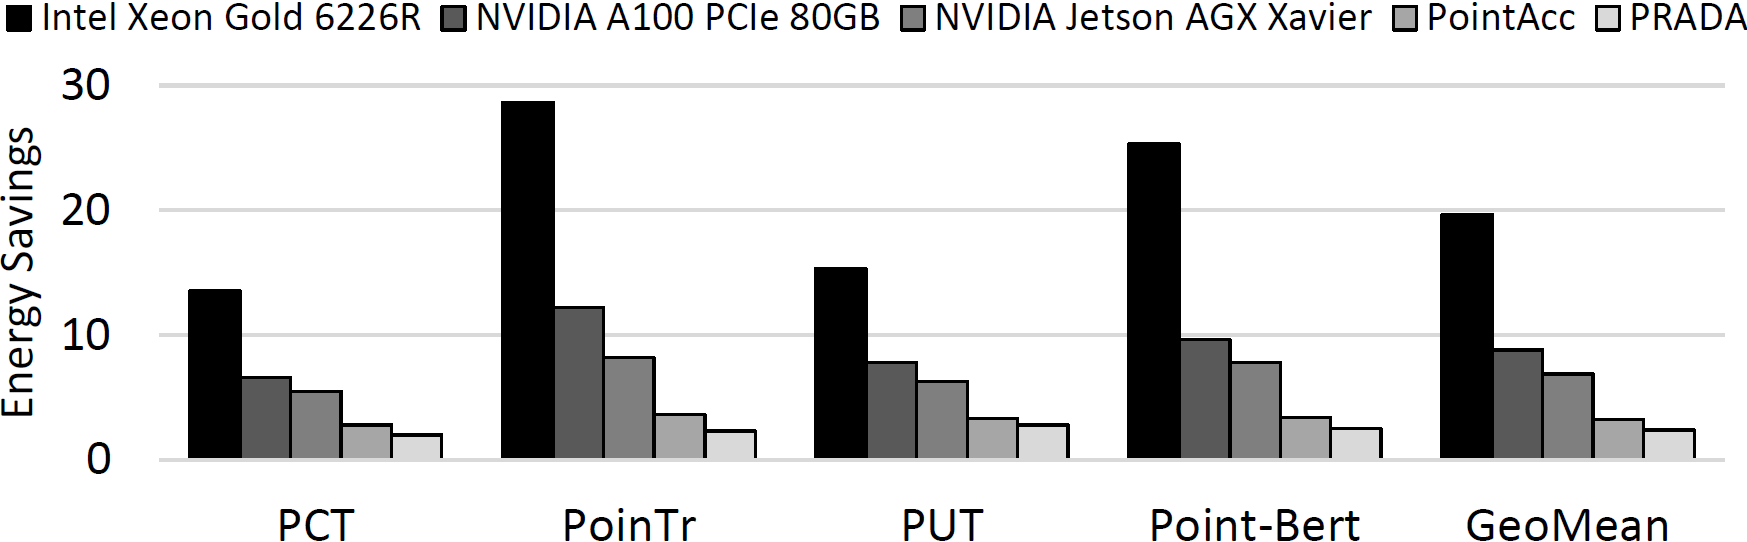 Intel Xeon Gold 6226R NVIDIA A100 PCIe 80GB NVIDIA Jetson AGX Xavier PointAcc PRADA
Energy Savings
30
20
10
0
PCT PoinTr PUT Point-Bert GeoMean